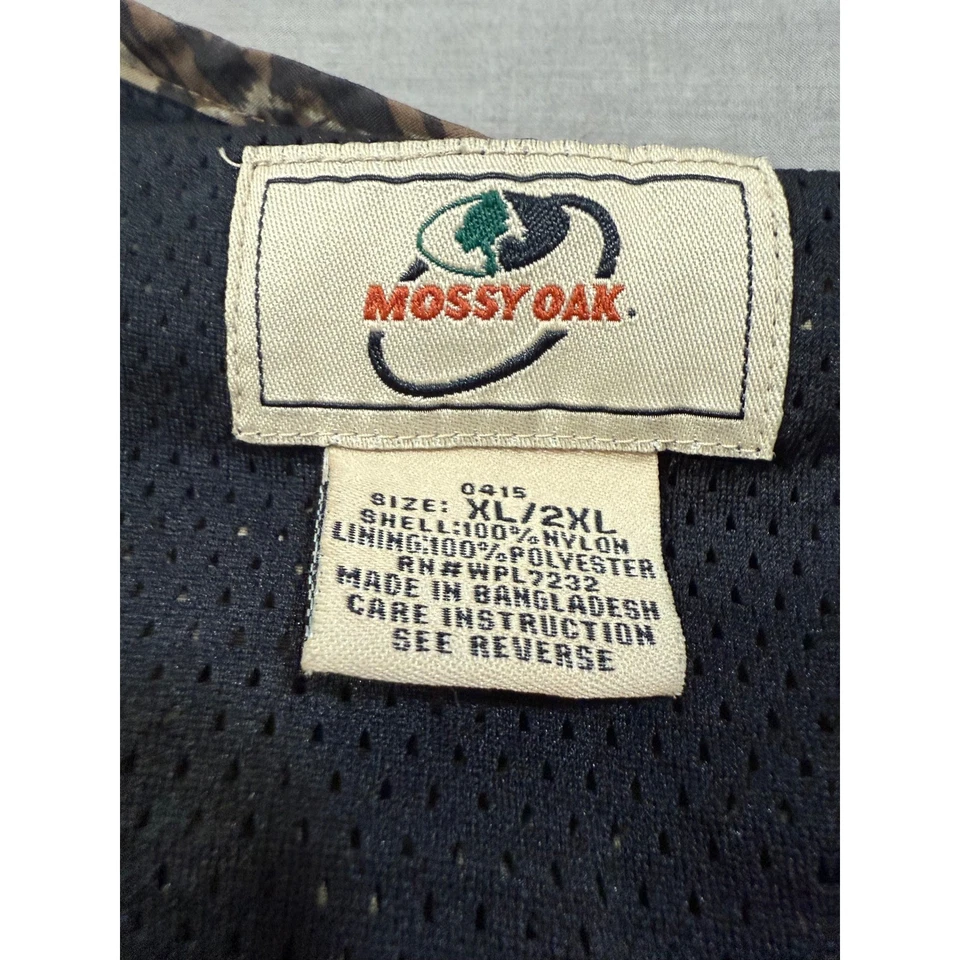 MOSSY OAK.
0415
SIZE: XL/2XL
SHELL:100% NYLON
LINING:100% POLYESTER
RN#WPL7232
MADE IN BANGLADESH
CARE INSTRUCTION
SEE REVERSE